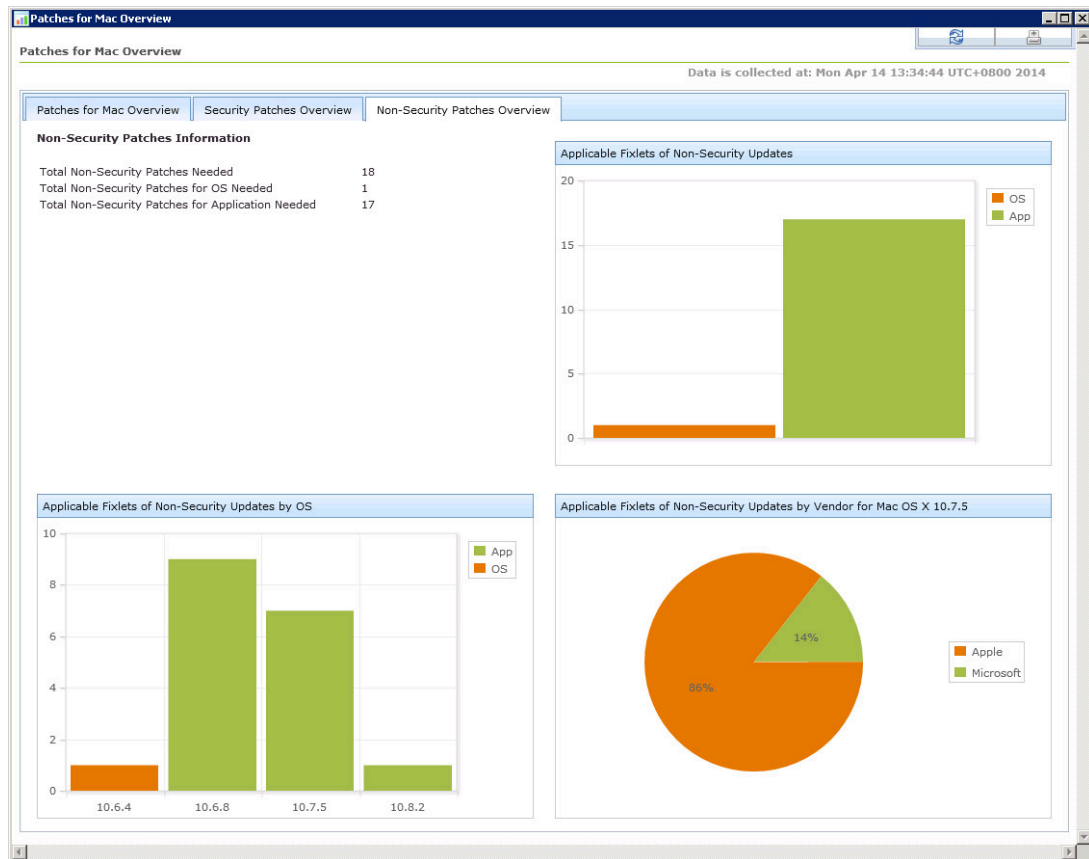 Patches for Mac Overview
Patches for Mac Overview
Data is collected at: Mon Apr 14 13:34:44 UTC+0800 2014
Patches for Mac Overview Security Patches Overview Non-Security Patches Overview
Non-Security Patches Information
Total Non-Security Patches Needed 18
Total Non-Security Patches for OS Needed 1
Total Non-Security Patches for Application Needed 17
Applicable Fixlets of Non-Security Updates
20
15
10
5
0
OS
App
Applicable Fixlets of Non-Security Updates by OS
10
8
6
4
2
0
10.6.4 10.6.8 10.7.5 10.8.2
App
OS
Applicable Fixlets of Non-Security Updates by Vendor for Mac OS X 10.7.5
14%
86%
Apple
Microsoft